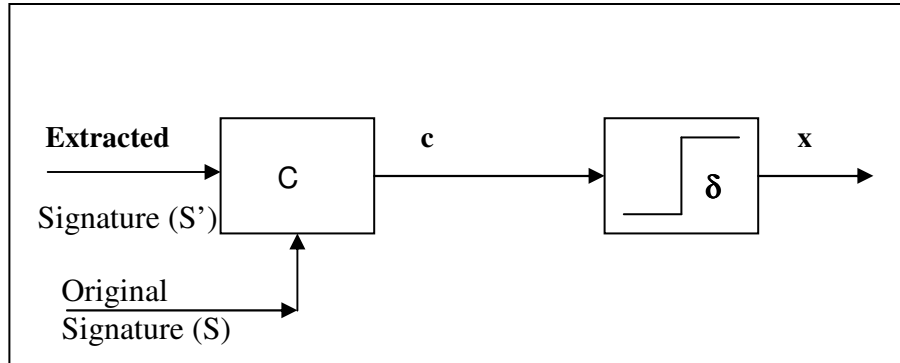 Extracted
Signature (S’)
C
c
δ
x
Original
Signature (S)